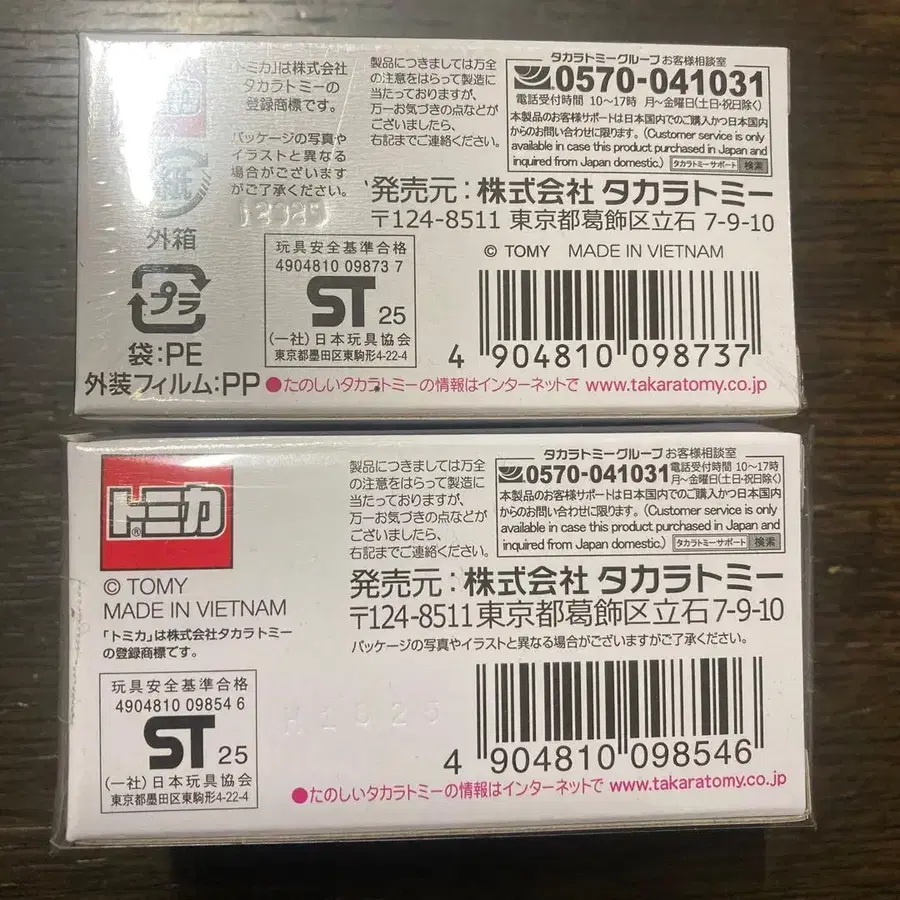 「トミカ」は株式会社
タカラトミーの
登録商標です。
パッケージの写真や
イラストと異なる
場合がございます
がご了承ください。
紙
外箱
プラ
袋:PE
外装フィルム:PP
玩具安全基準合格
4904810 09873 7
ST 25
(一社)日本玩具協会
東京都墨田区東駒形4-22-4
製品につきましては万全
の注意をはらって製造に
当たっておりますが、
万一お気づきの点などが
ございましたら、
右記までご連絡ください。
タカラトミーグループ お客様相談室
0570-041031
電話受付時間 10〜17時 月〜金曜日(土日・祝日除く)
本製品のお客様サポートは日本国内でのご購入かつ日本国内
からのお問い合わせに限ります。(Customer service is only
available in case this product purchased in Japan and
inquired from Japan domestic.) タカラトミーサポート 検索
発売元:株式会社 タカラトミー
〒124-8511 東京都葛飾区立石 7-9-10
© TOMY MADE IN VIETNAM
4 904810 098737
●たのしいタカラトミーの情報はインターネットで www.takaratomy.co.jp
トミカ®
© TOMY
MADE IN VIETNAM
「トミカ」は株式会社タカラトミー
の登録商標です。
玩具安全基準合格
4904810 09854 6
ST 25
(一社)日本玩具協会
東京都墨田区東駒形4-22-4
製品につきましては万全
の注意をはらって製造に
当たっておりますが、
万一お気づきの点などが
ございましたら、
右記までご連絡ください。
タカラトミーグループ お客様相談室
0570-041031 電話受付時間 10〜17時
月〜金曜日(土日・祝日除く)
本製品のお客様サポートは日本国内でのご購入かつ日本国内
からのお問い合わせに限ります。(Customer service is only
available in case this product purchased in Japan and
inquired from Japan domestic.) タカラトミーサポート 検索
発売元:株式会社 タカラトミー
〒124-8511東京都葛飾区立石7-9-10
パッケージの写真やイラストと異なる場合がございますがご了承ください。
4 904810 098546
●たのしいタカラトミーの情報はインターネットで www.takaratomy.co.jp